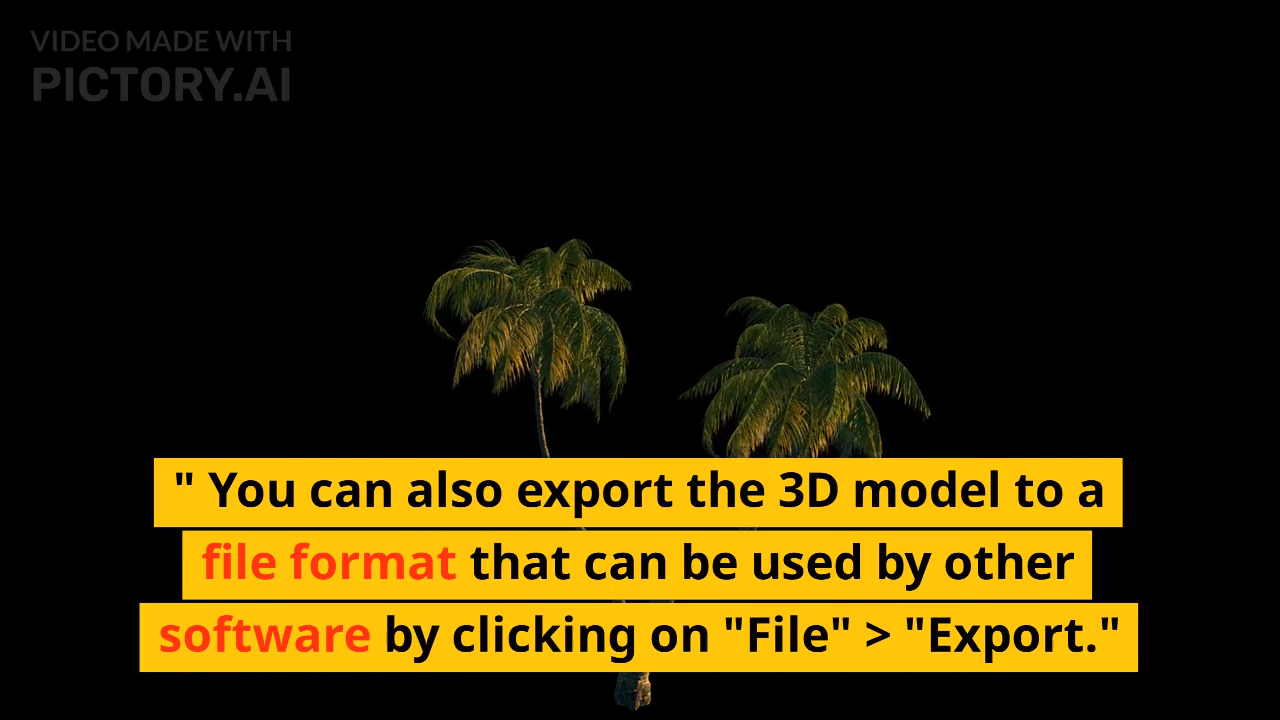 VIDEO MADE WITH
PICTORY.AI
" You can also export the 3D model to a
file format that can be used by other
software by clicking on "File" > "Export."